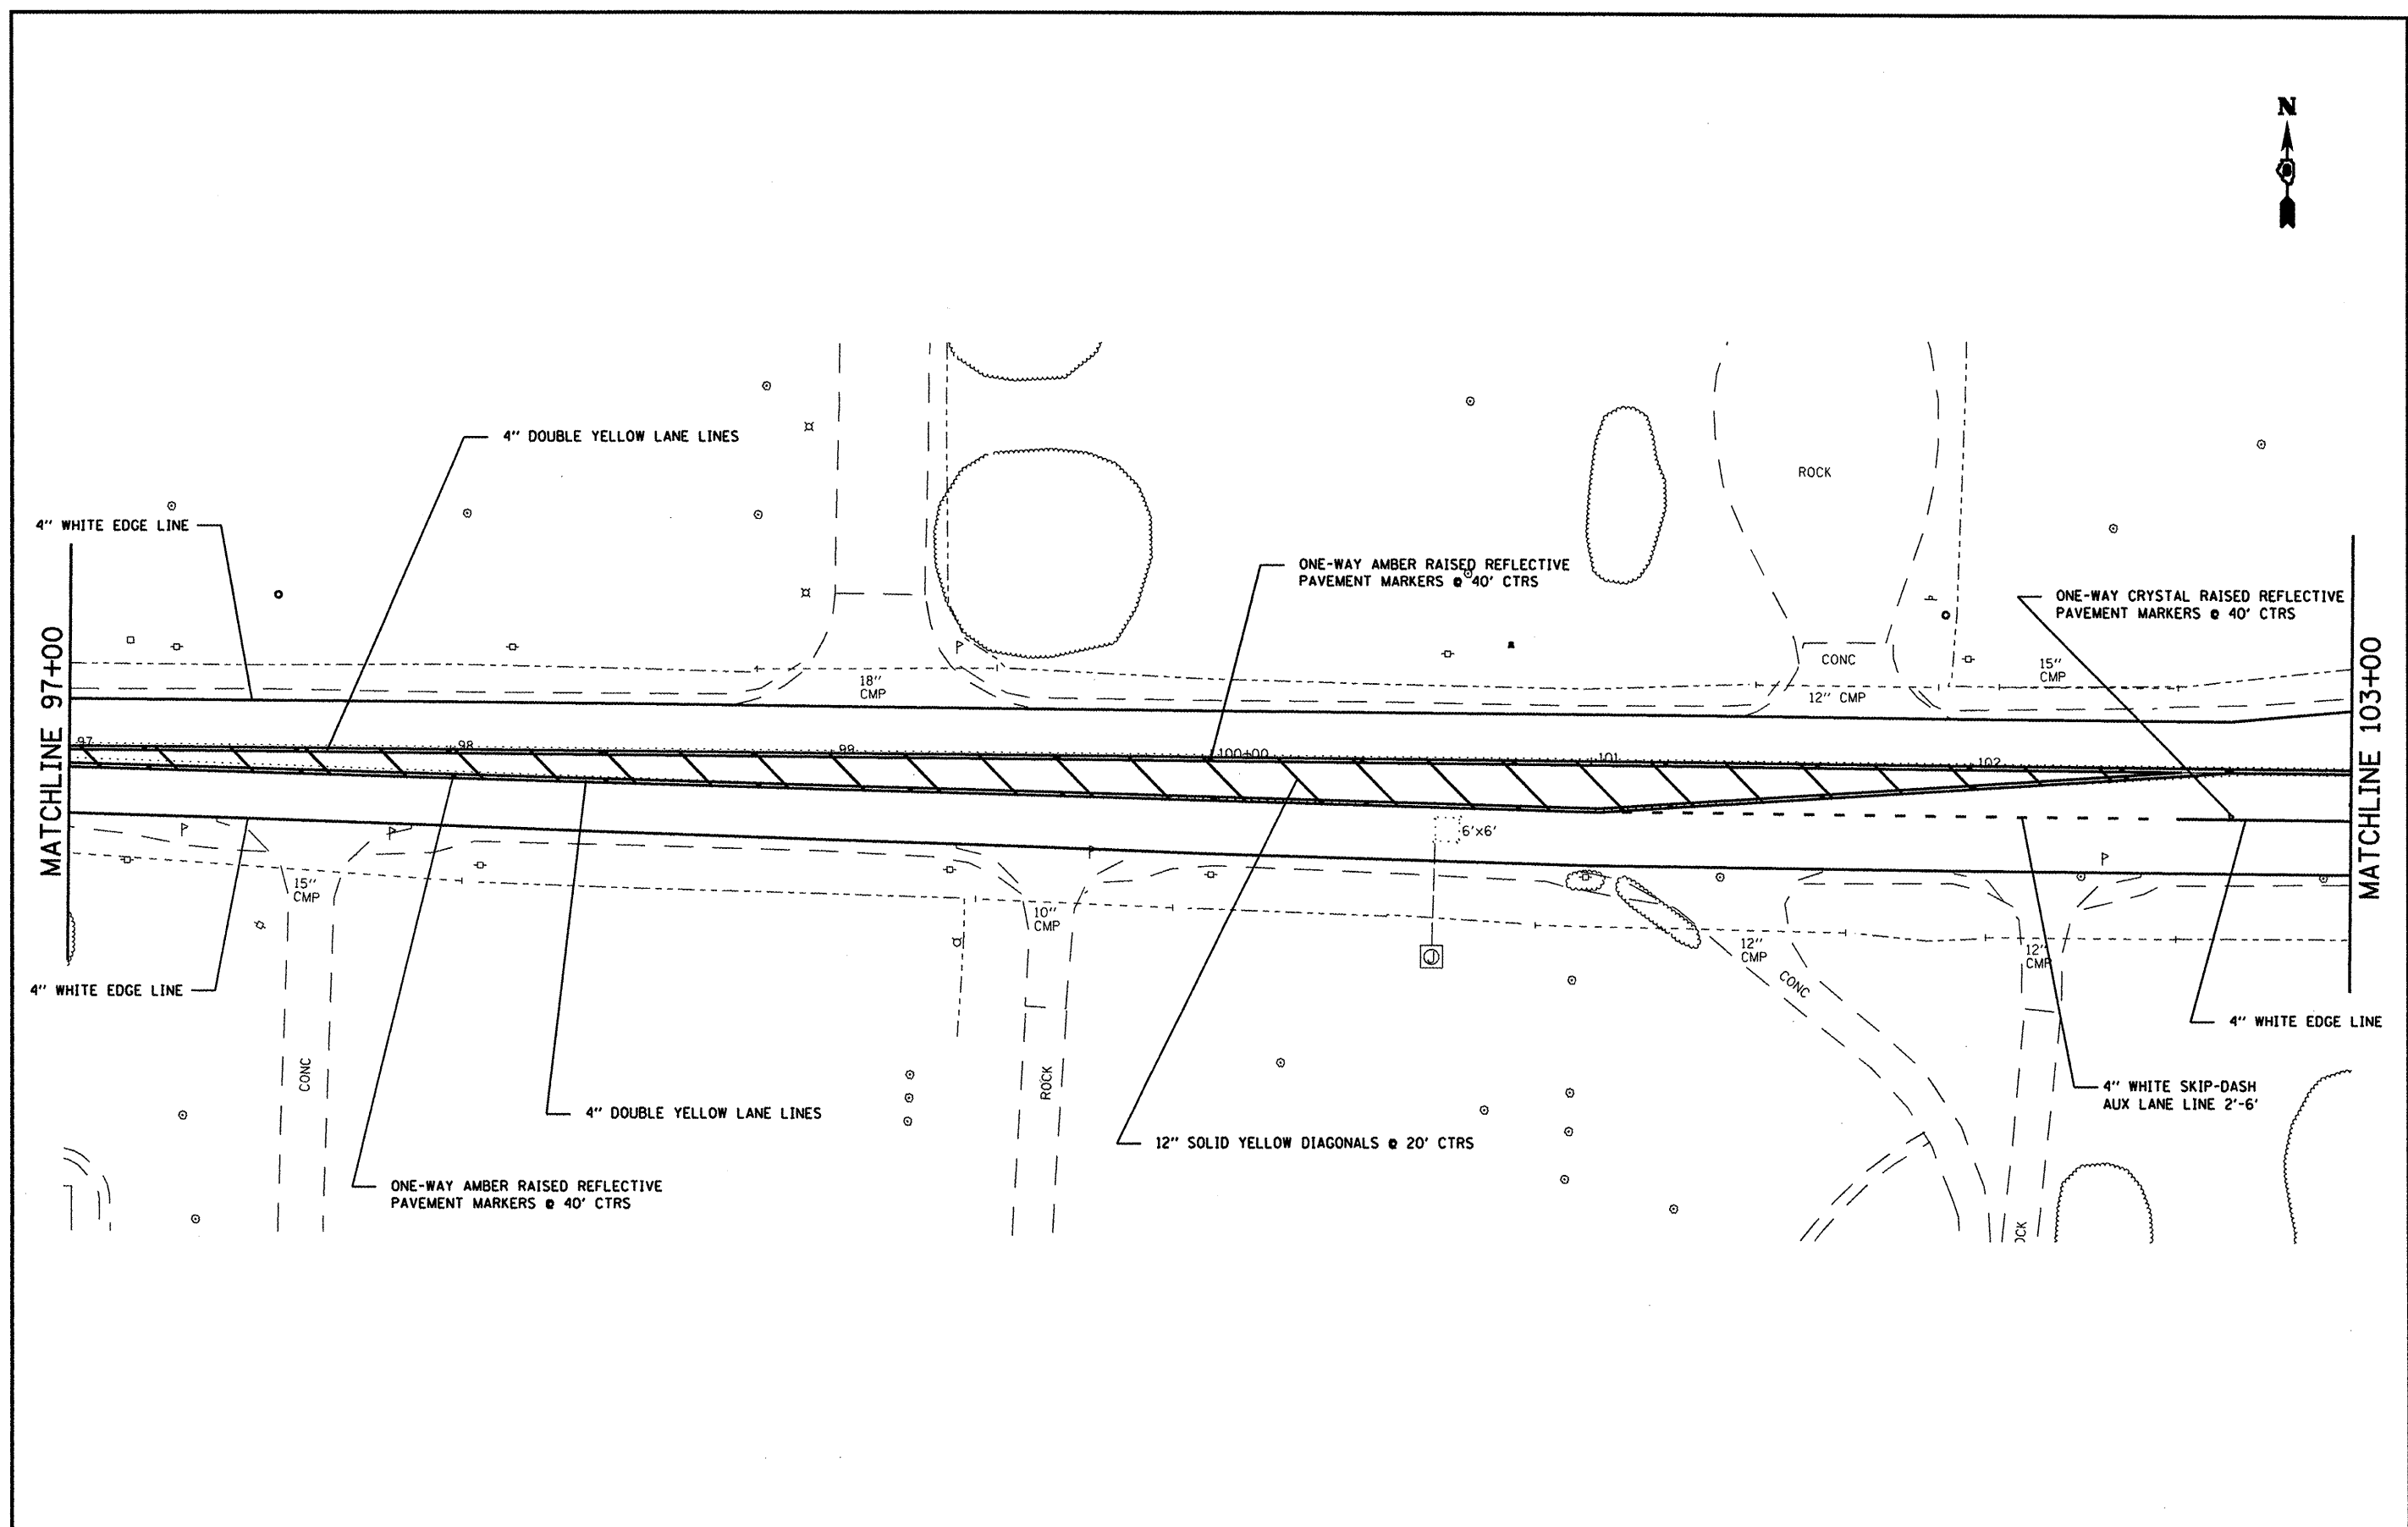 N
4" DOUBLE YELLOW LANE LINES
ROCK
4" WHITE EDGE LINE
ONE-WAY AMBER RAISED REFLECTIVE
PAVEMENT MARKERS @ 40' CTRS
ONE-WAY CRYSTAL RAISED REFLECTIVE
PAVEMENT MARKERS @ 40' CTRS
MATCHLINE 97+00
MATCHLINE 103+00
CONC
15"
CMP
18"
CMP
12" CMP
97
98
99
100+00
101
102
6'x6'
15"
CMP
10"
CMP
J
12"
CMP
12"
CMP
CONC
4" WHITE EDGE LINE
4" WHITE EDGE LINE
CONC
ROCK
4" WHITE SKIP-DASH
AUX LANE LINE 2'-6'
4" DOUBLE YELLOW LANE LINES
12" SOLID YELLOW DIAGONALS @ 20' CTRS
ONE-WAY AMBER RAISED REFLECTIVE
PAVEMENT MARKERS @ 40' CTRS
OCK